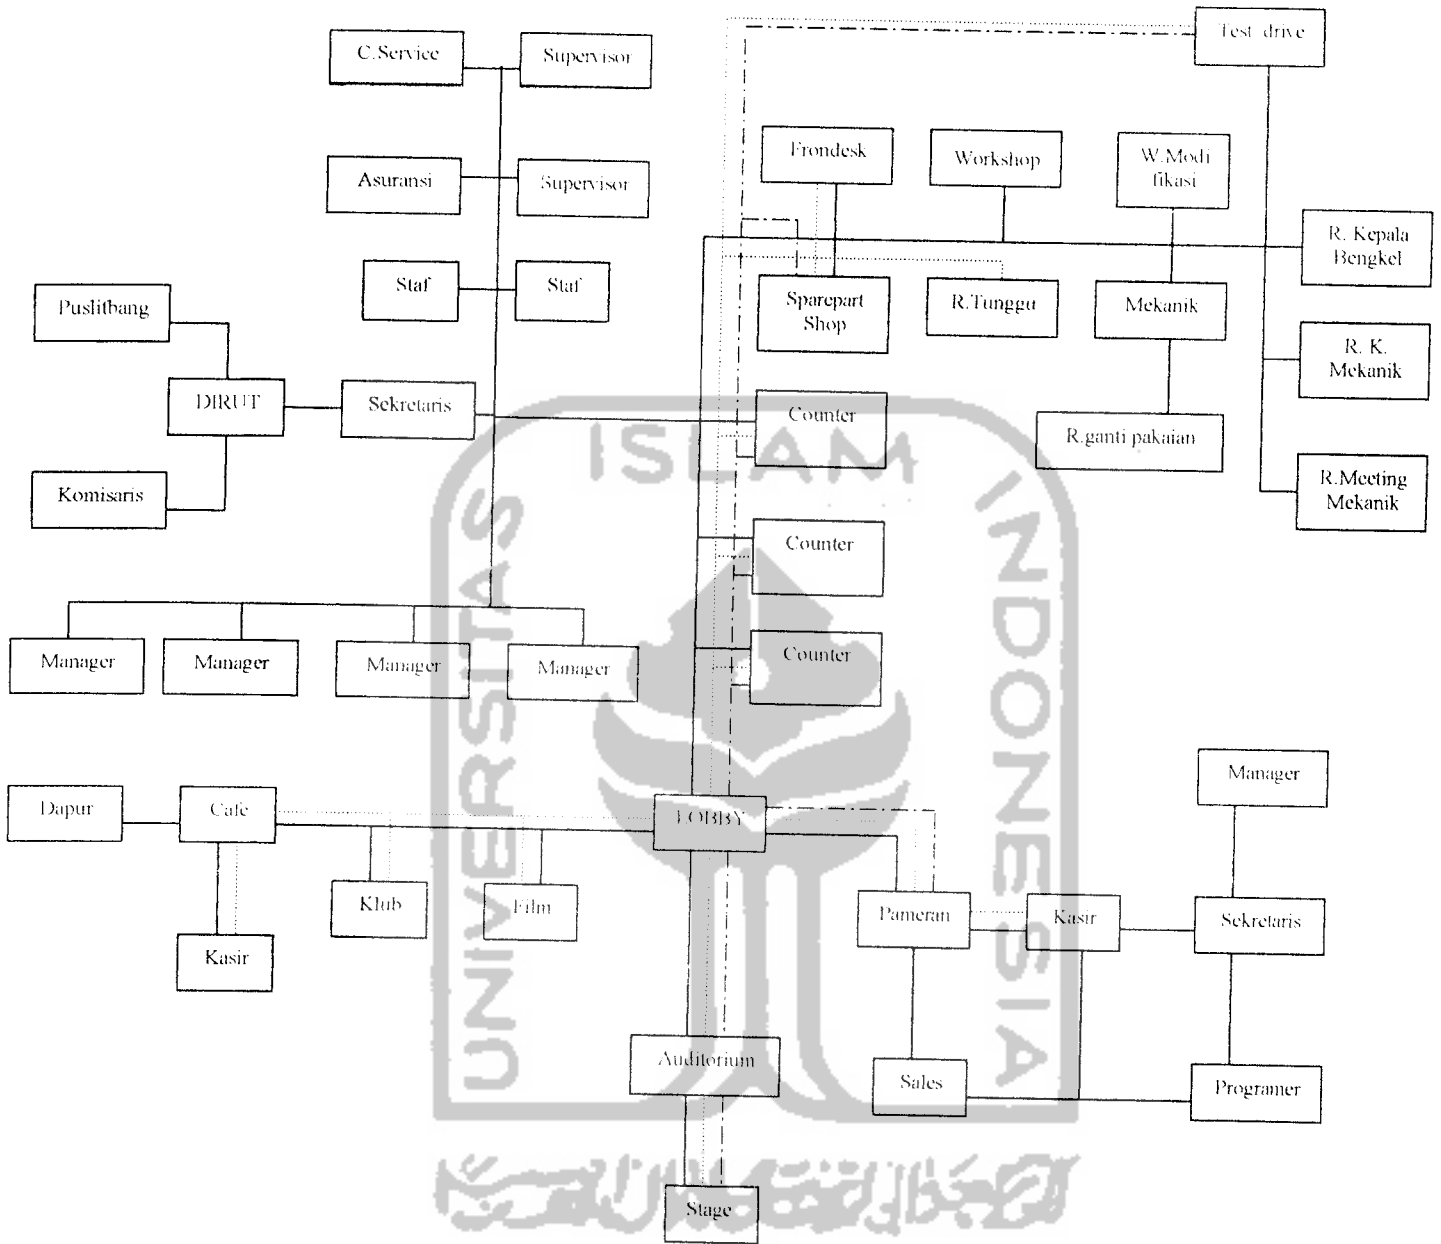 Test drive
C.Service
Supervisor
Frondesk
Workshop
W.Modi
fikasi
Asuransi
Supervisor
R. Kepala
Bengkel
Staf
Staf
Puslitbang
Sparepart
Shop
R.Tunggu
Mekanik
R. K.
Mekanik
DIRUT
Sekretaris
Counter
R.ganti pakaian
Komisaris
R.Meeting
Mekanik
Counter
Manager
Manager
Manager
Manager
Counter
Manager
Dapur
Cafe
LOBBY
Klub
Film
Pameran
Kasir
Sekretaris
Kasir
Auditorium
Sales
Programer
Stage
UNIVERSITAS
ISLAM
INDONESIA